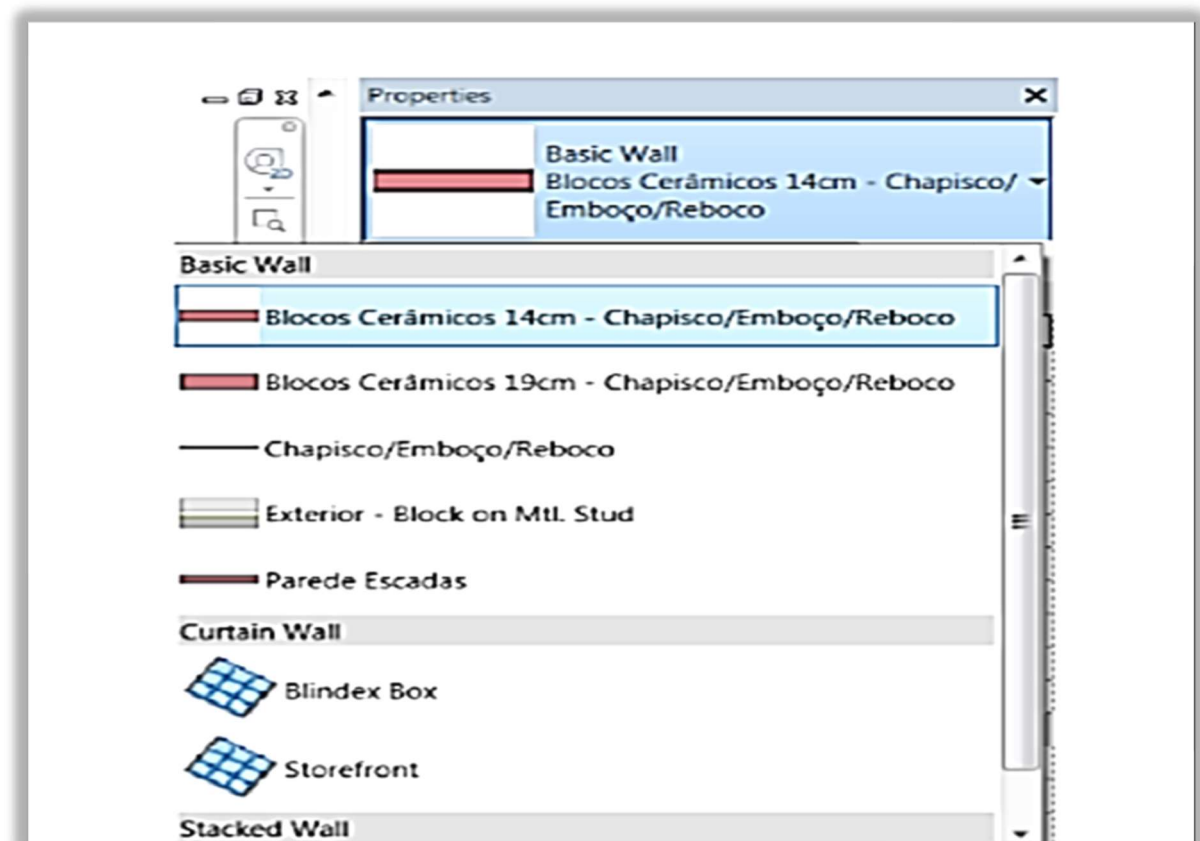 Properties
Basic Wall
Blocos Cerâmicos 14cm - Chapisco/
Emboço/Reboco
Basic Wall
Blocos Cerâmicos 14cm - Chapisco/Emboço/Reboco
Blocos Cerâmicos 19cm - Chapisco/Emboço/Reboco
Chapisco/Emboço/Reboco
Exterior - Block on Mtl. Stud
Parede Escadas
Curtain Wall
Blindex Box
Storefront
Stacked Wall